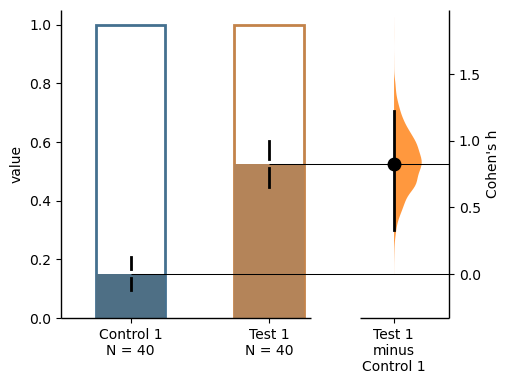 1.0
0.8
0.6
0.4
0.2
0.0
value
Control 1
N = 40
Test 1
N = 40
Test 1
minus
Control 1
1.5
1.0
0.5
0.0
Cohen's h